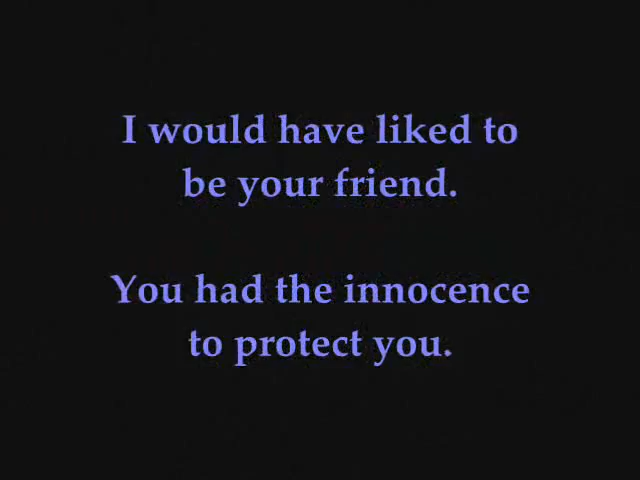 I would have liked to
be your friend.
You had the innocence
to protect you.